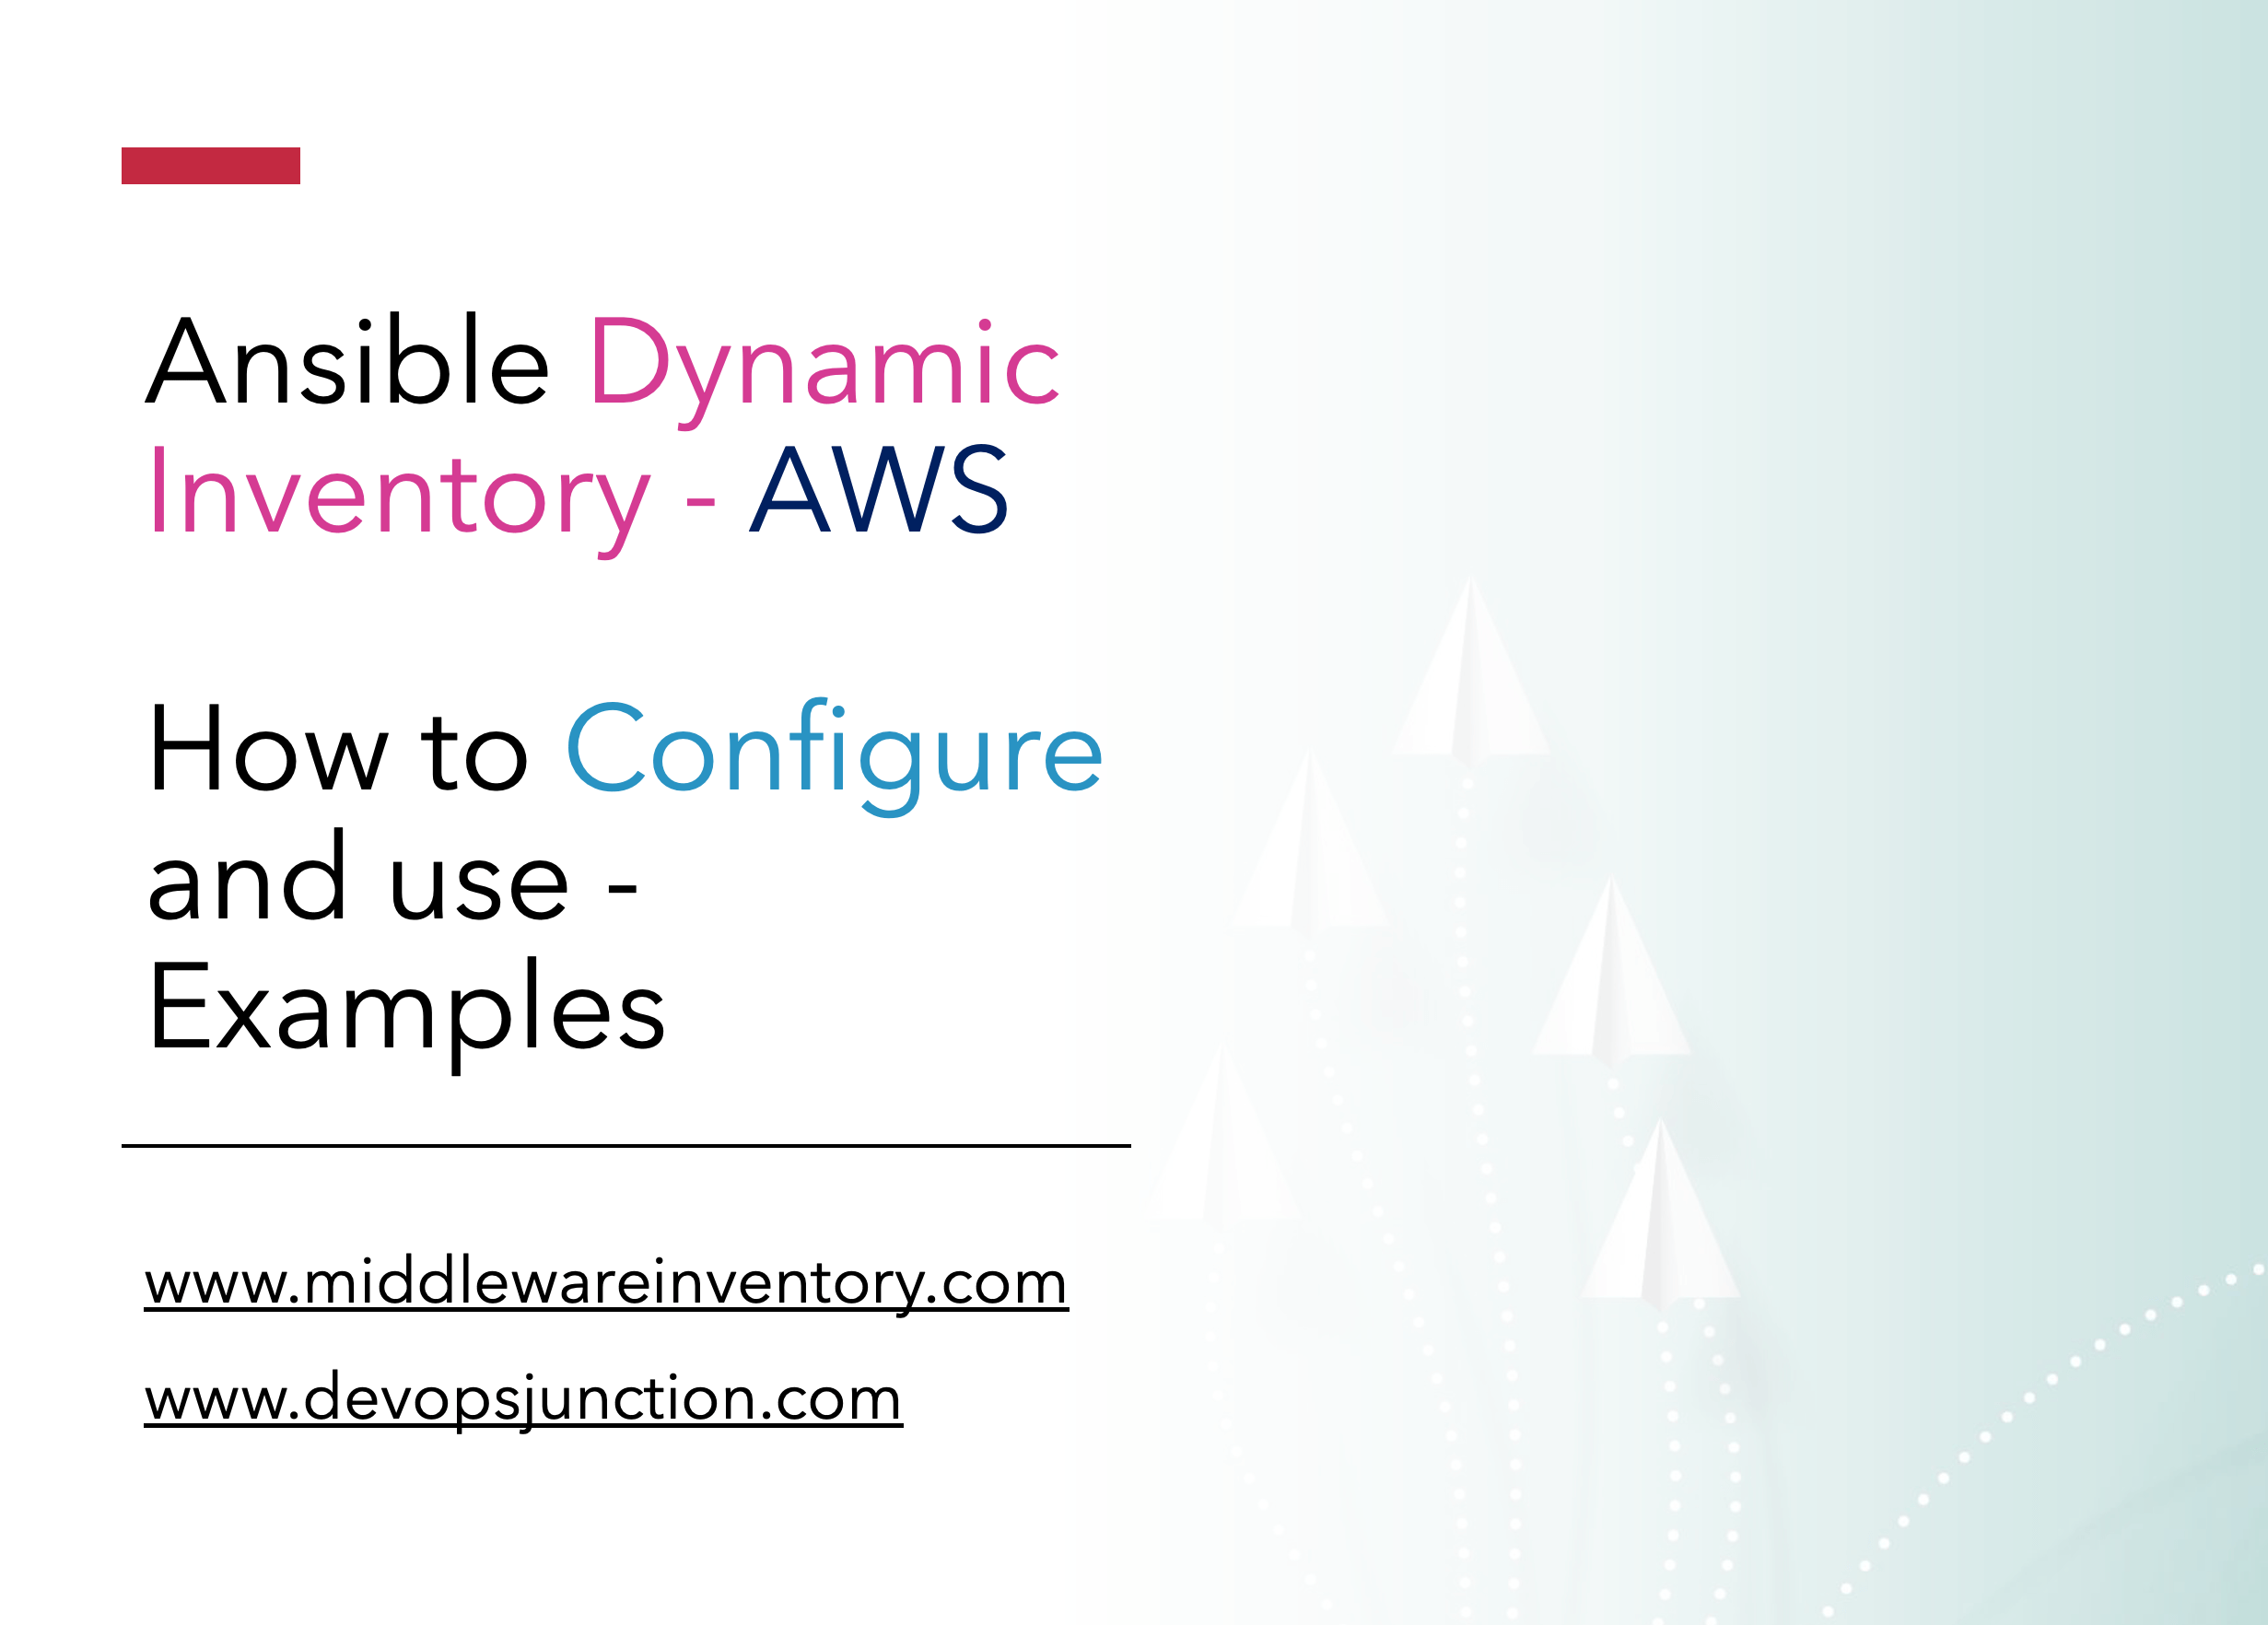 Ansible Dynamic
Inventory - AWS
How to Configure
and use -
Examples
www.middlewareinventory.com
www.devopsjunction.com